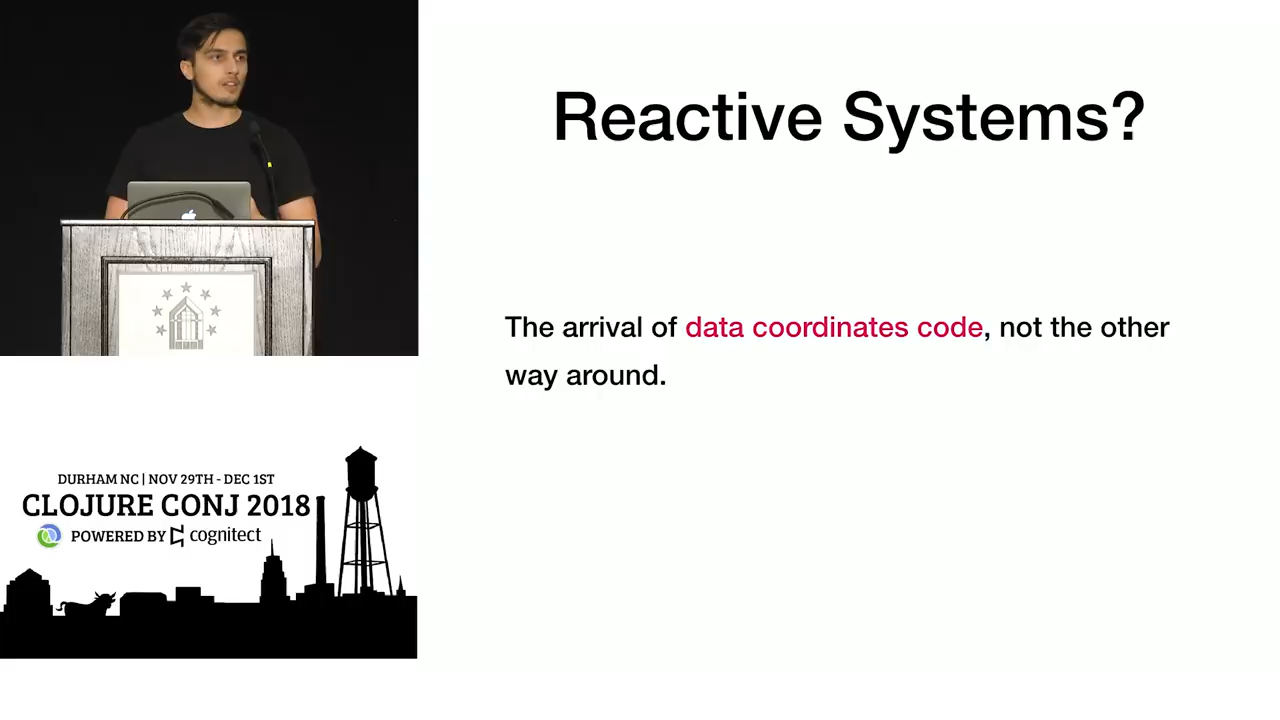 Reactive Systems?
The arrival of data coordinates code, not the other
way around.
DURHAM NC | NOV 29TH - DEC 1ST
CLOJURE CONJ 2018
POWERED BY cognitect